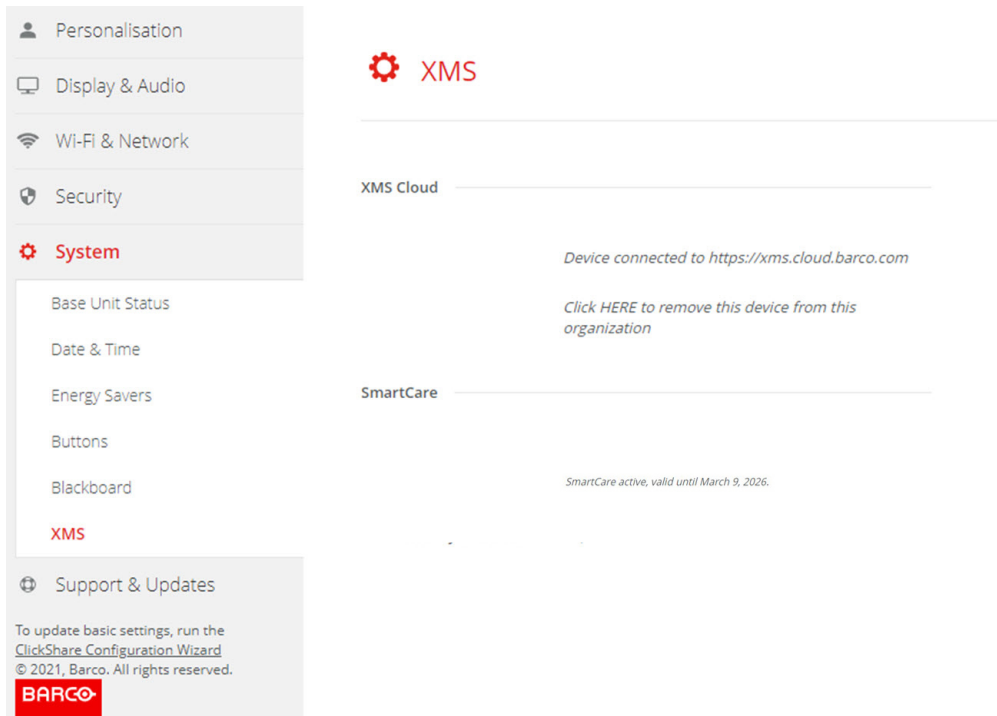 Personalisation
Display & Audio
Wi-Fi & Network
Security
System
Base Unit Status
Date & Time
Energy Savers
Buttons
Blackboard
XMS
Support & Updates
To update basic settings, run the
ClickShare Configuration Wizard
© 2021, Barco. All rights reserved.
BARCO
XMS
XMS Cloud
Device connected to https://xms.cloud.barco.com
Click HERE to remove this device from this
organization
SmartCare
SmartCare active, valid until March 9, 2026.